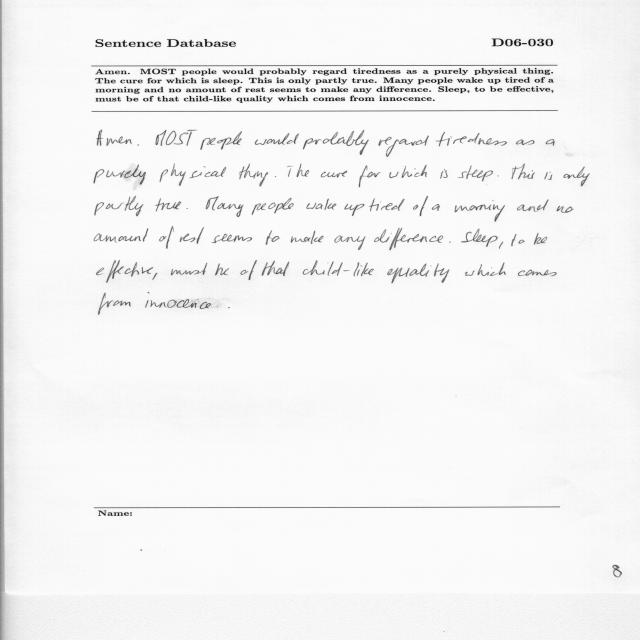 Sentence Database D06-030
Amen. MOST people would probably regard tiredness as a purely physical thing.
The cure for which is sleep. This is only partly true. Many people wake up tired of a
morning and no amount of rest seems to make any difference. Sleep, to be effective,
must be of that child-like quality which comes from innocence.
Amen. MOST people would probably regard tiredness as a
purely physical thing. The cure for which is sleep. This is only
partly true. Many people wake up tired of a morning and no
amount of rest seems to make any difference. Sleep, to be
effective, must be of that child-like quality which comes
from innocence.
Name:
8